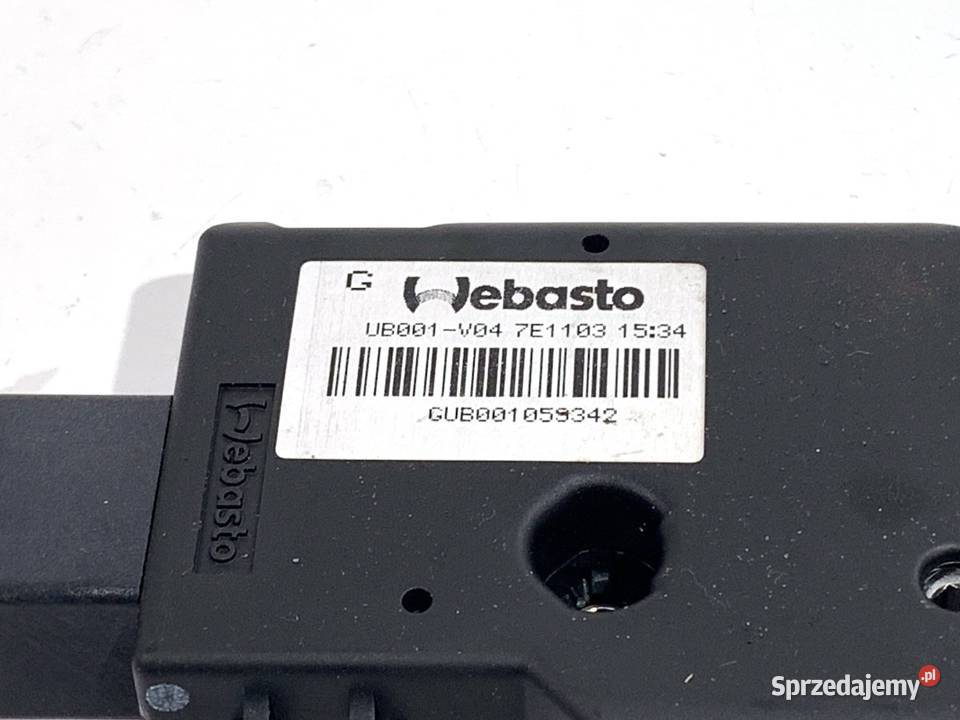 G Webasto
UB001-V04 7E1103 15:34
GUB001059342
Webasto
Sprzedajemy.pl